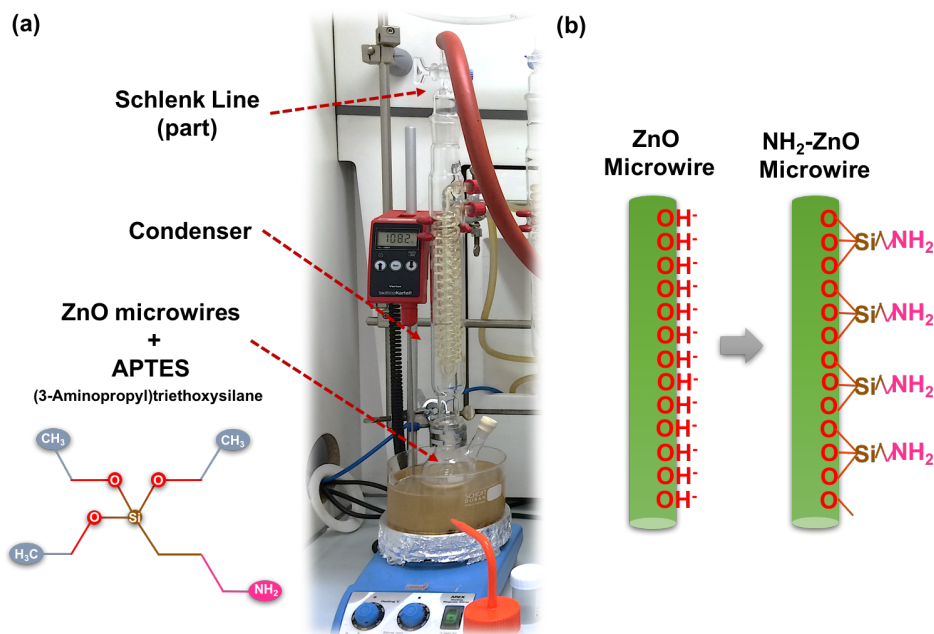 (a)
Schlenk Line
(part)
Condenser
ZnO microwires
+
APTES
(3-Aminopropyl)triethoxysilane
CH₃
CH₃
O
O
O
Si
H₃C
NH₂
1082
SCHOTT
DURAN
(b)
ZnO
Microwire
NH₂-ZnO
Microwire
OH⁻
OH⁻
OH⁻
OH⁻
OH⁻
OH⁻
OH⁻
OH⁻
OH⁻
OH⁻
OH⁻
OH⁻
OH⁻
O
O
Si NH₂
O
O
O
Si NH₂
O
O
O
Si NH₂
O
O
O
Si NH₂
O
O